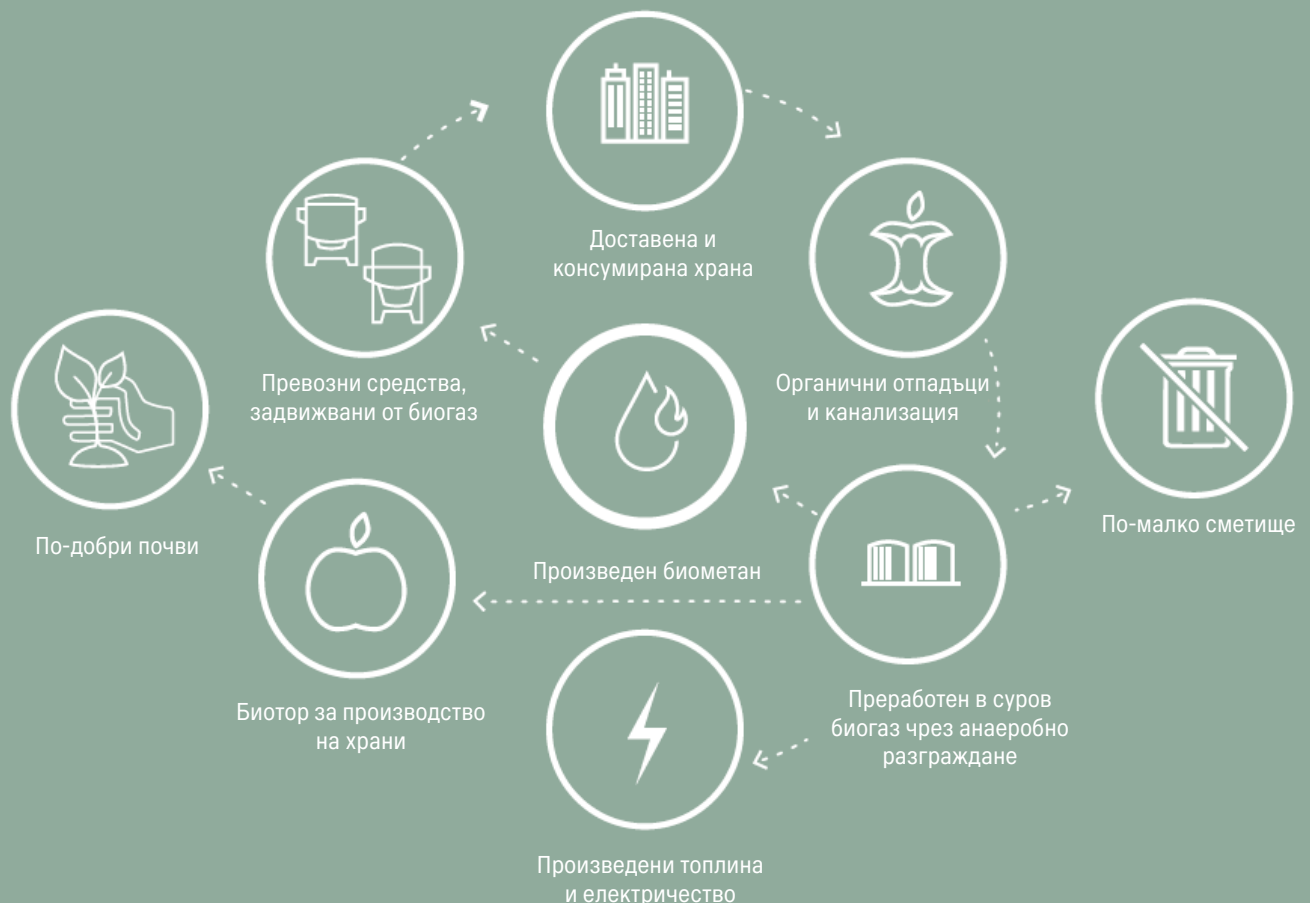 Доставена и
консумирана храна
Превозни средства,
задвижвани от биогаз
Органични отпадъци
и канализация
По-малко сметище
По-добри почви
Произведен биометан
Биотор за производство
на храни
Преработен в суров
биогаз чрез анаеробно
разграждане
Произведени топлина
и електричество